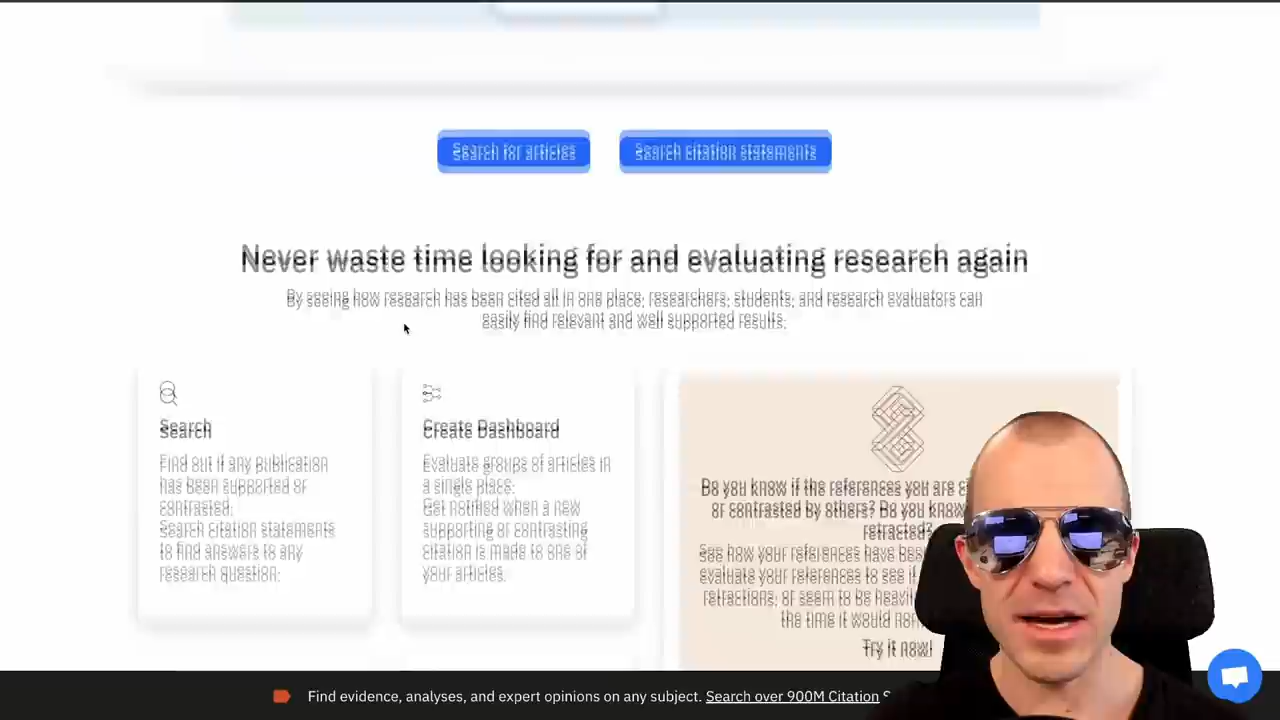 Search for articles
Search citation statements
Never waste time looking for and evaluating research again
By seeing how research has been cited all in one place, researchers, students, and research evaluators can
easily find relevant and well supported results.
Search
Find out if any publication
has been supported or
contrasted.
Search citation statements
to find answers to any
research question.
Create Dashboard
Evaluate groups of articles in
a single place.
Get notified when a new
supporting or contrasting
citation is made to one of
your articles.
Do you know if the references you are
or contrasted by others? Do you know
retracted?
See how your references have
evaluate your references to see if
retractions, or seem to be
the time it would
Try it now!
Find evidence, analyses, and expert opinions on any subject. Search over 900M Citation